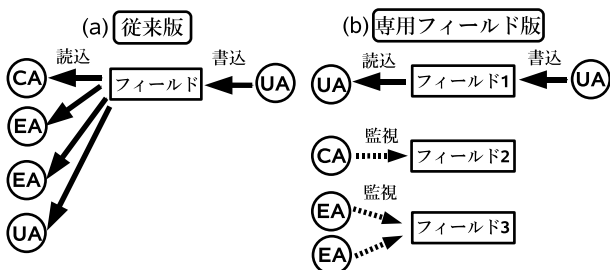 (a) 従来版
読込
書込
CA
フィールド
UA
EA
EA
UA
(b) 専用フィールド版
読込
書込
UA
フィールド1
UA
監視
CA
フィールド2
監視
EA
フィールド3
EA